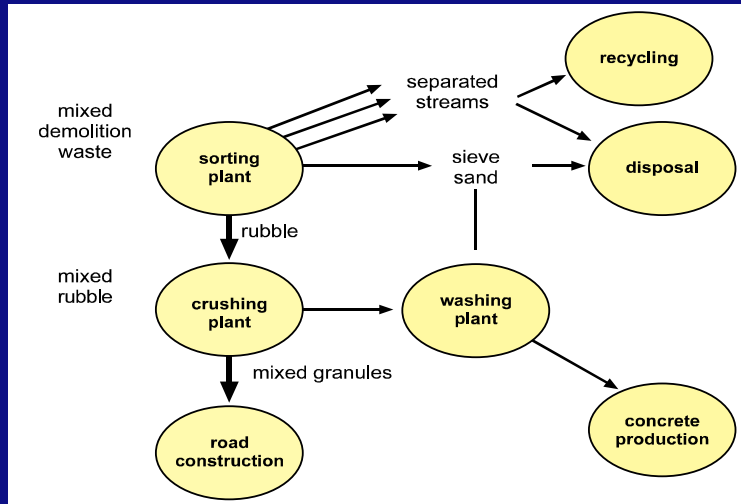 recycling
separated
streams
mixed
demolition
waste
sorting
plant
sieve
sand
disposal
rubble
mixed
rubble
crushing
plant
washing
plant
mixed granules
road
construction
concrete
production